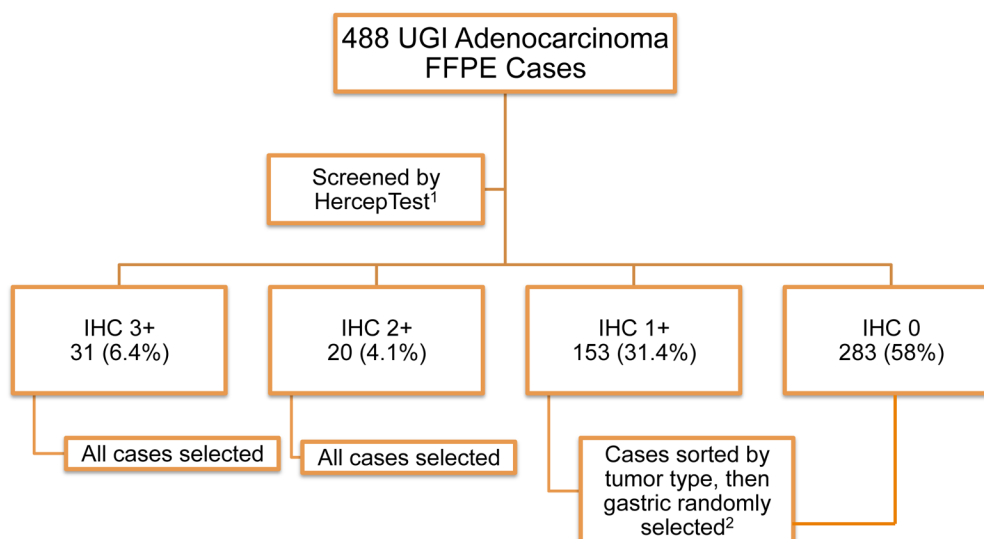 488 UGI Adenocarcinoma
FFPE Cases
Screened by
HercepTest¹
IHC 3+
31 (6.4%)
IHC 2+
20 (4.1%)
IHC 1+
153 (31.4%)
IHC 0
283 (58%)
All cases selected
All cases selected
Cases sorted by
tumor type, then
gastric randomly
selected²